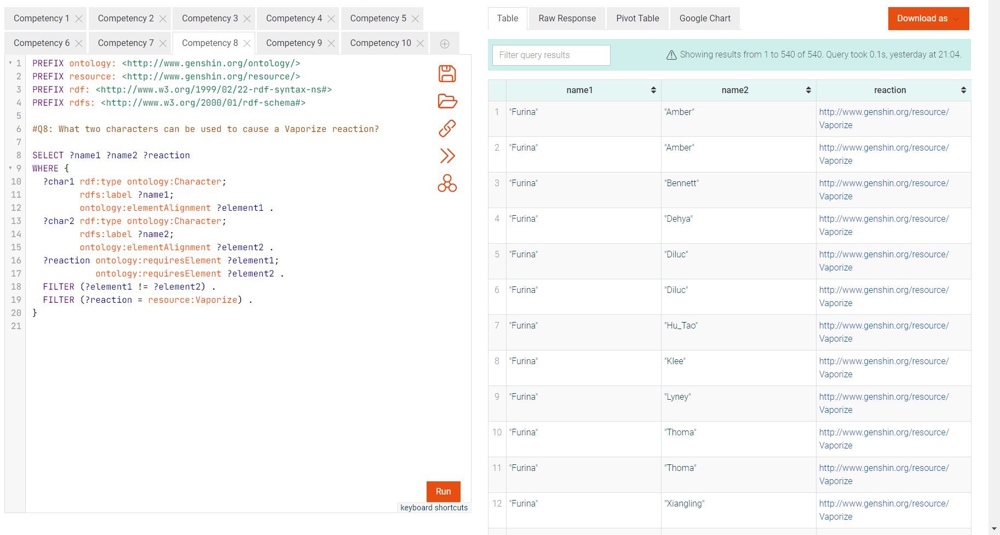 Competency 1
Competency 2
Competency 3
Competency 4
Competency 5
Competency 6
Competency 7
Competency 8
Competency 9
Competency 10
1 PREFIX ontology: <http://www.genshin.org/ontology/>
2 PREFIX resource: <http://www.genshin.org/resource/>
3 PREFIX rdf: <http://www.w3.org/1999/02/22-rdf-syntax-ns#>
4 PREFIX rdfs: <http://www.w3.org/2000/01/rdf-schema#>
5
6 #Q8: What two characters can be used to cause a Vaporize reaction?
7
8 SELECT ?name1 ?name2 ?reaction
9 WHERE {
10 ?char1 rdf:type ontology:Character;
11 rdfs:label ?name1;
12 ontology:elementAlignment ?element1 .
13 ?char2 rdf:type ontology:Character;
14 rdfs:label ?name2;
15 ontology:elementAlignment ?element2 .
16 ?reaction ontology:requiresElement ?element1;
17 ontology:requiresElement ?element2 .
18 FILTER (?element1 != ?element2) .
19 FILTER (?reaction = resource:Vaporize) .
20 }
21
Run
keyboard shortcuts
Table
Raw Response
Pivot Table
Google Chart
Download as
Filter query results
Showing results from 1 to 540 of 540. Query took 0.1s, yesterday at 21:04.
name1 name2 reaction
1 "Furina" "Amber" http://www.genshin.org/resource/
Vaporize
2 "Furina" "Amber" http://www.genshin.org/resource/
Vaporize
3 "Furina" "Bennett" http://www.genshin.org/resource/
Vaporize
4 "Furina" "Dehya" http://www.genshin.org/resource/
Vaporize
5 "Furina" "Diluc" http://www.genshin.org/resource/
Vaporize
6 "Furina" "Diluc" http://www.genshin.org/resource/
Vaporize
7 "Furina" "Hu_Tao" http://www.genshin.org/resource/
Vaporize
8 "Furina" "Klee" http://www.genshin.org/resource/
Vaporize
9 "Furina" "Lyney" http://www.genshin.org/resource/
Vaporize
10 "Furina" "Thoma" http://www.genshin.org/resource/
Vaporize
11 "Furina" "Thoma" http://www.genshin.org/resource/
Vaporize
12 "Furina" "Xiangling" http://www.genshin.org/resource/
Vaporize